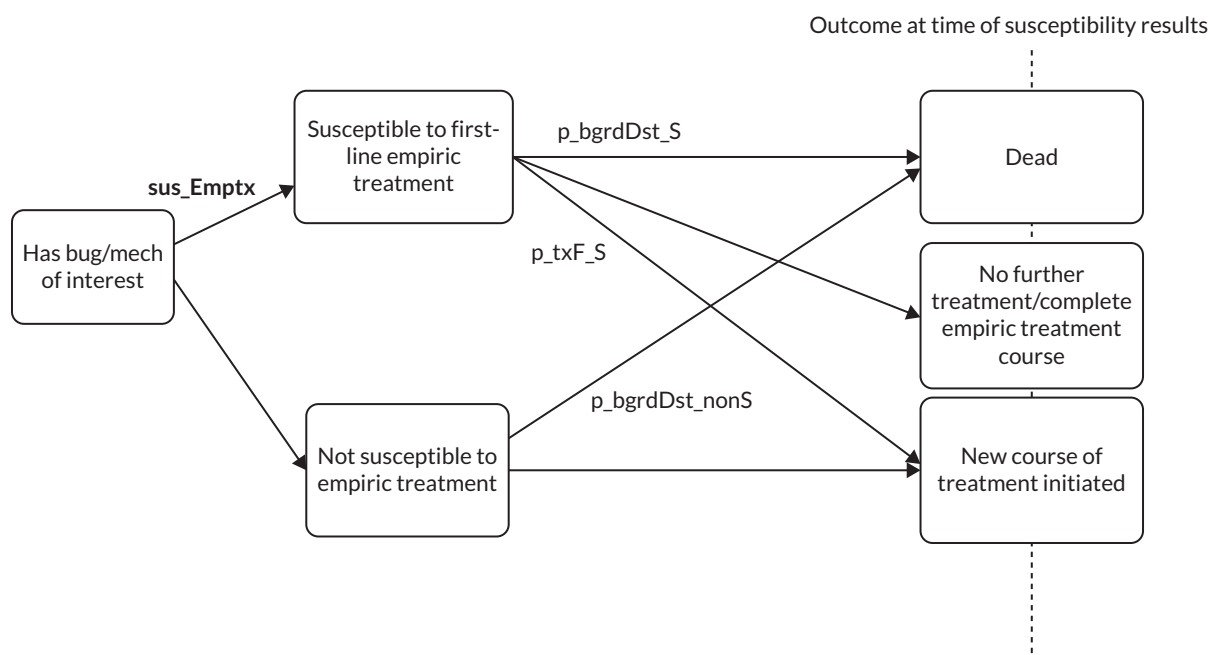 Outcome at time of susceptibility results
Susceptible to first-
line empiric
treatment
p_bgrdDst_S
Dead
sus_Emptx
Has bug/mech
of interest
p_txF_S
No further
treatment/complete
empiric treatment
course
p_bgrdDst_nonS
Not susceptible to
empiric treatment
New course of
treatment initiated